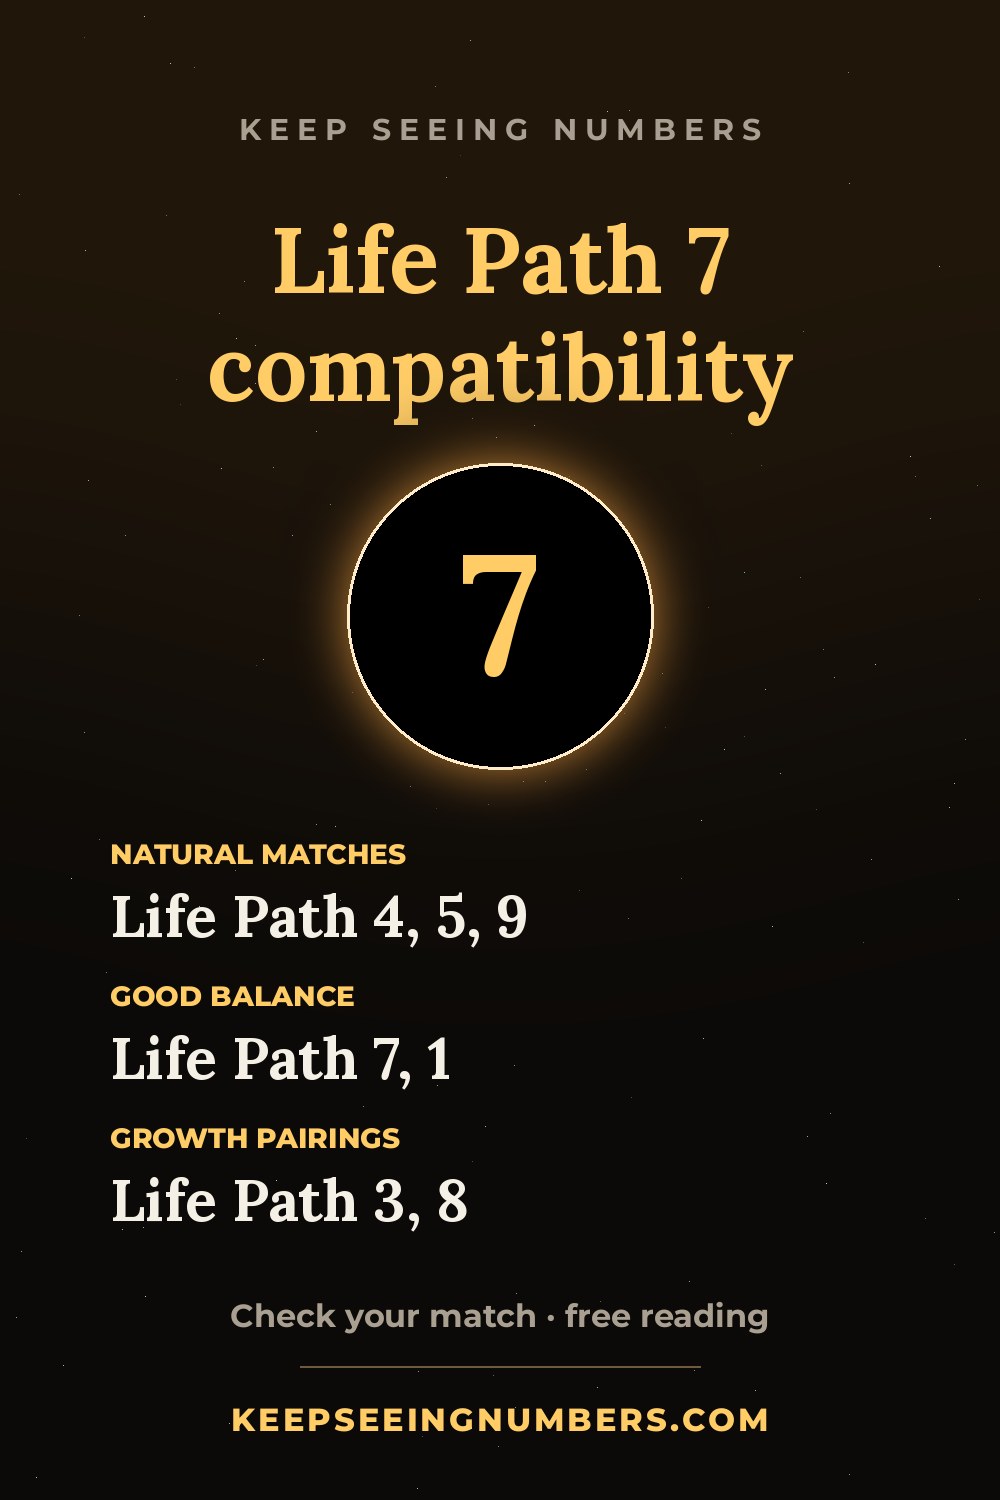 KEEP SEEING NUMBERS
Life Path 7
compatibility
7
NATURAL MATCHES
Life Path 4, 5, 9
GOOD BALANCE
Life Path 7, 1
GROWTH PAIRINGS
Life Path 3, 8
Check your match · free reading
KEEPSEEINGNUMBERS.COM